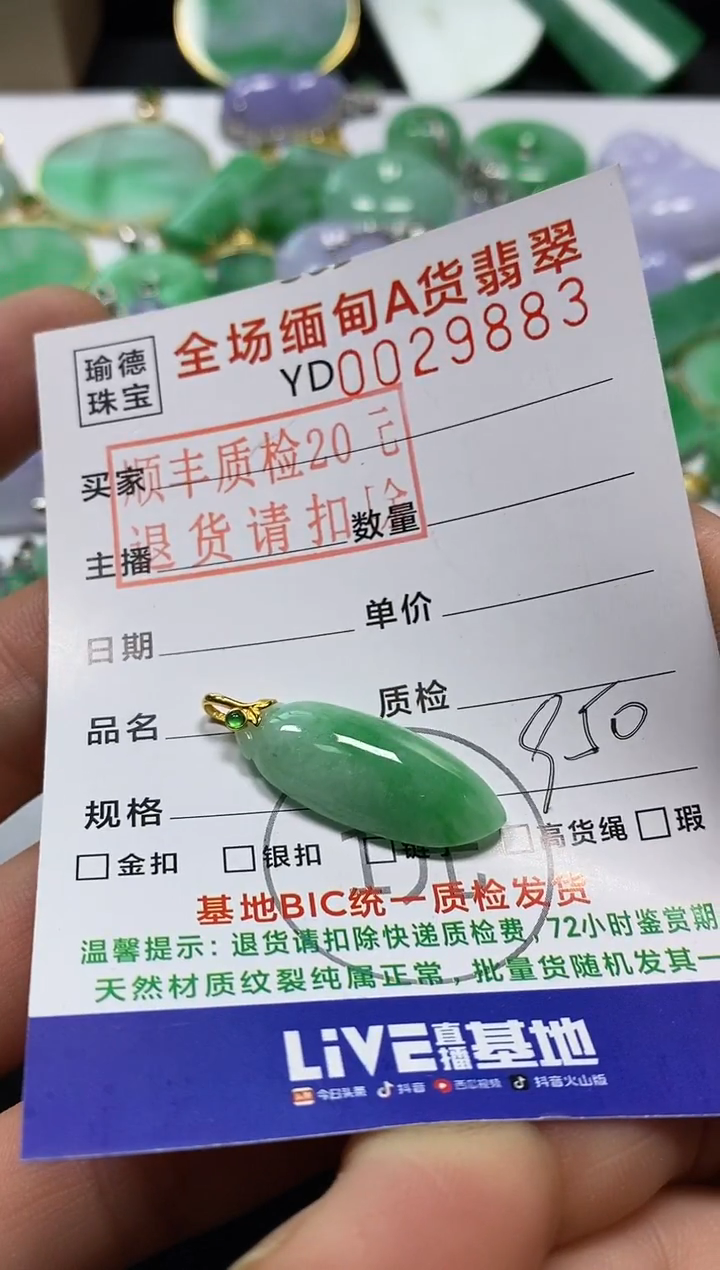 全场缅甸A货翡翠
瑜德
珠宝
YD0029883
顺丰质检20元
退货请扣
买家
数量
主播
单价
日期
质检
品名
950
规格
金扣
银扣
高货绳
瑕
基地BIC统一质检发货
温馨提示：退货请扣除快递质检费，72小时鉴赏期
天然材质纹裂纯属正常，批量货随机发其一
LiVE直播基地
今日头条 抖音 西瓜视频 抖音火山版